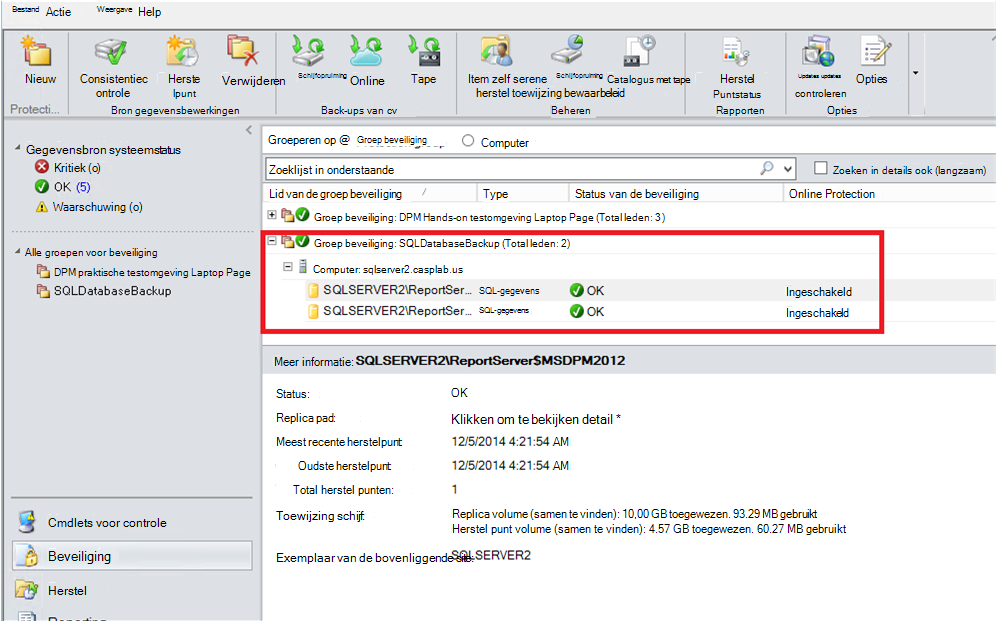 Bestand Actie Weergave Help
Nieuw Consistentiec ontrole Herste lpunt Verwijderen Schijfopruiming Online Tape Item zelf serene herstel toewijzing Schijfopruiming bewaarbeleid Catalogus met tape Herstel Puntstatus Updates updates controleren Opties
Protecti... Bron gegevensbewerkingen Back-ups van cv Beheren Rapporten Opties
Gegevensbron systeemstatus
Kritiek (o)
OK (5)
Waarschuwing (o)
Alle groepen voor beveiliging
DPM praktische testomgeving Laptop Page
SQLDatabaseBackup
Cmdlets voor controle
Beveiliging
Herstel
Reporting
Groeperen op @ Groep beveiliging Computer
Zoeklijst in onderstaande Zoeken in details ook (langzaam)
Lid van de groep beveiliging / Type Status van de beveiliging Online Protection
Groep beveiliging: DPM Hands-on testomgeving Laptop Page (Total leden: 3)
Groep beveiliging: SQLDatabaseBackup (Total leden: 2)
Computer: sqlserver2.casplab.us
SQLSERVER2\ReportSer... SQL-gegevens OK Ingeschakeld
SQLSERVER2\ReportSer... SQL-gegevens OK Ingeschakeld
Meer informatie: SQLSERVER2\ReportServer$MSDPM2012
Status: OK
Replica pad: Klikken om te bekijken detail *
Meest recente herstelpunt: 12/5/2014 4:21:54 AM
Oudste herstelpunt: 12/5/2014 4:21:54 AM
Total herstel punten: 1
Toewijzing schijf: Replica volume (samen te vinden): 10,00 GB toegewezen. 93.29 MB gebruikt
Herstel punt volume (samen te vinden): 4.57 GB toegewezen. 60.27 MB gebruikt
Exemplaar van de bovenliggende site: SQLSERVER2